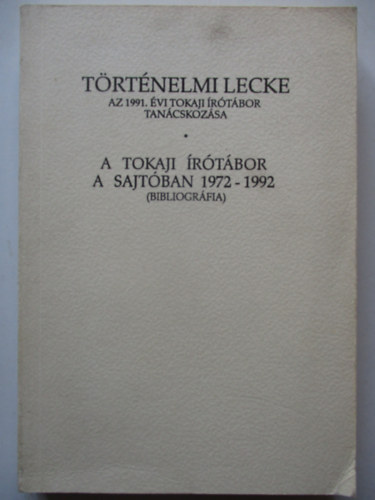 TÖRTÉNELMI LECKE
AZ 1991. ÉVI TOKAJI ÍRÓTÁBOR
TANÁCSKOZÁSA
•
A TOKAJI ÍRÓTÁBOR
A SAJTÓBAN 1972 - 1992
(BIBLIOGRÁFIA)